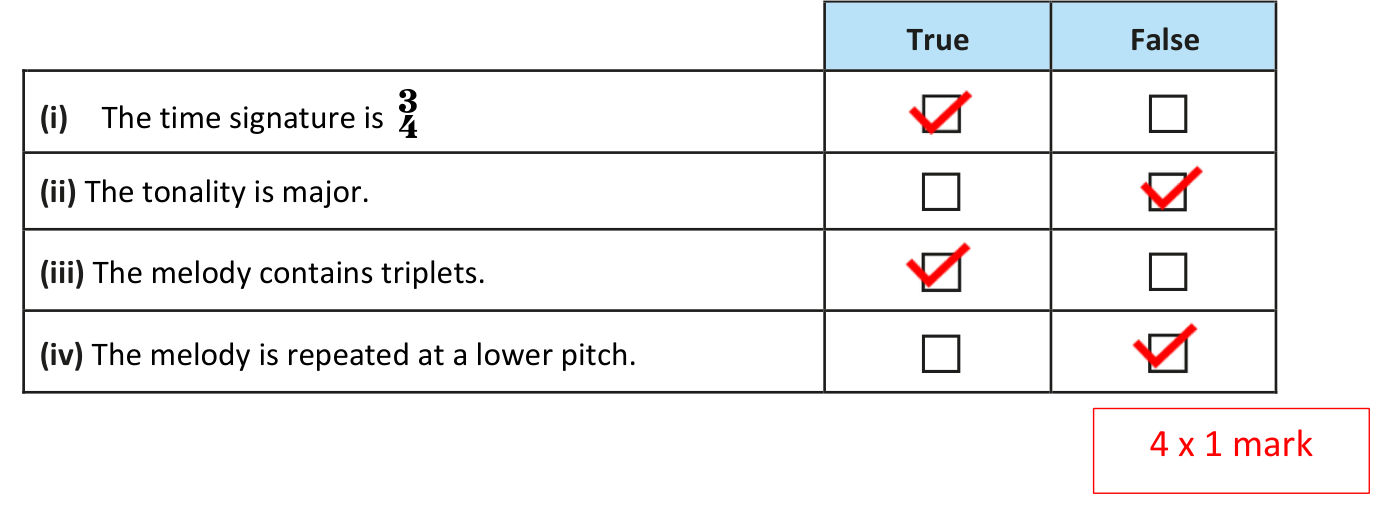 True False
(i) The time signature is 3/4
(ii) The tonality is major.
(iii) The melody contains triplets.
(iv) The melody is repeated at a lower pitch.
4 x 1 mark